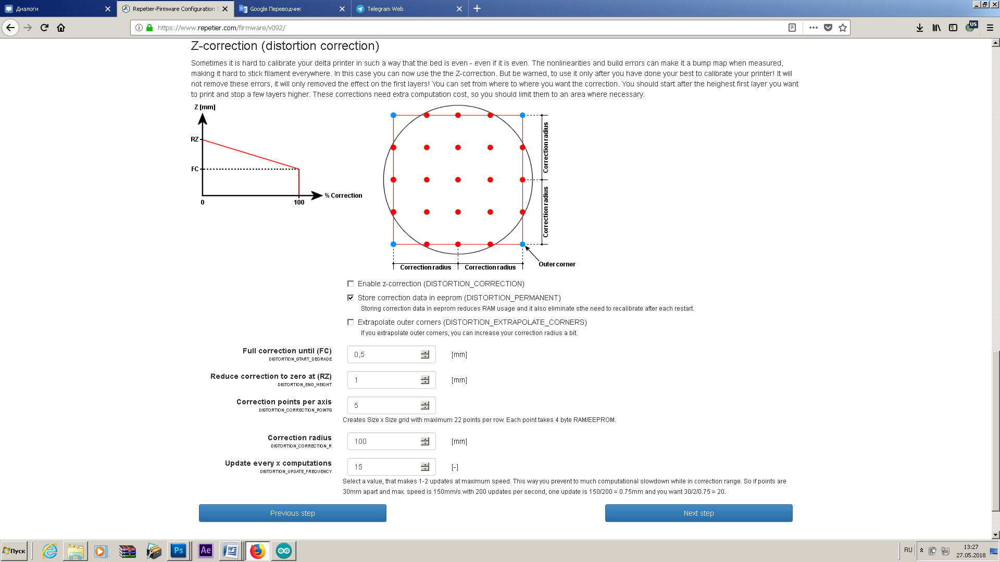 Диалоги
Repetier-Firmware Configuration T
Google Переводчик
Telegram Web
https://www.repetier.com/firmware/v092/
US
Z-correction (distortion correction)
Sometimes it is hard to calibrate your delta printer in such a way that the bed is even - even if it is even. The nonlinearities and build errors can make it a bump map when measured,
making it hard to stick filament everywhere. In this case you can now use the the Z-correction. But be warned, to use it only after you have done your best to calibrate your printer! It will
not remove these errors, it will only removed the effect on the first layers! You can set from where to where you want the correction. You should start after the heighest first layer you want
to print and stop a few layers higher. These corrections need extra computation cost, so you should limit them to an area where necessary.
Z [mm]
RZ
FC
0
100
% Correction
Correction radius
Correction radius
Correction radius
Correction radius
Outer corner
Enable z-correction (DISTORTION_CORRECTION)
Store correction data in eeprom (DISTORTION_PERMANENT)
Storing correction data in eeprom reduces RAM usage and it also eliminate sthe need to recalibrate after each restart.
Extrapolate outer corners (DISTORTION_EXTRAPOLATE_CORNERS)
If you extrapolate outer corners, you can increase your correction radius a bit.
Full correction until (FC)
DISTORTION_START_DEGRADE
0,5
[mm]
Reduce correction to zero at (RZ)
DISTORTION_END_HEIGHT
1
[mm]
Correction points per axis
DISTORTION_CORRECTION_POINTS
5
Creates Size x Size grid with maximum 22 points per row. Each point takes 4 byte RAM/EEPROM.
Correction radius
DISTORTION_CORRECTION_R
100
[mm]
Update every x computations
DISTORTION_UPDATE_FREQUENCY
15
[-]
Select a value, that makes 1-2 updates at maximum speed. This way you prevent to much computational slowdown while in correction range. So if points are
30mm apart and max. speed is 150mm/s with 200 updates per second, one update is 150/200 = 0.75mm and you want 30/2/0.75 = 20.
Previous step
Next step
Пуск
Ps
Ae
RU
13:27
27.05.2018